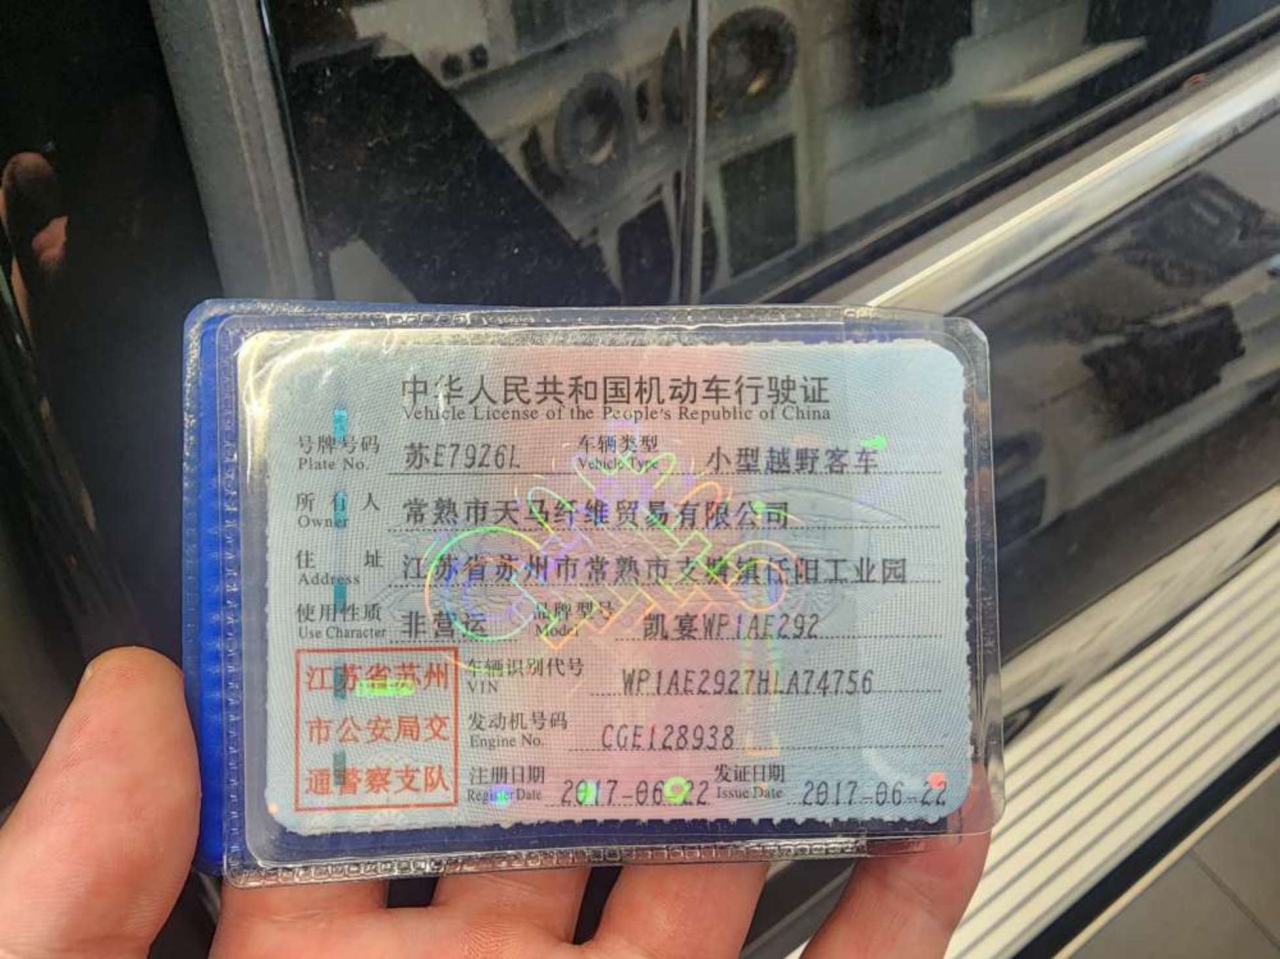 中华人民共和国机动车行驶证
Vehicle License of the People's Republic of China
号牌号码 苏E79Z6L 车辆类型 小型越野客车
Plate No. Vehicle Type
所有人 常熟市天马纤维贸易有限公司
Owner
住址 江苏省苏州市常熟市支塘镇任阳工业园
Address
使用性质 非营运 品牌型号 凯宴WP1AE292
Use Character Model
江苏省苏州
市公安局交
通警察支队
车辆识别代号 WP1AE2927HLA74756
VIN
发动机号码 CGE128938
Engine No.
注册日期 2017-06-22 发证日期 2017-06-22
Register Date Issue Date